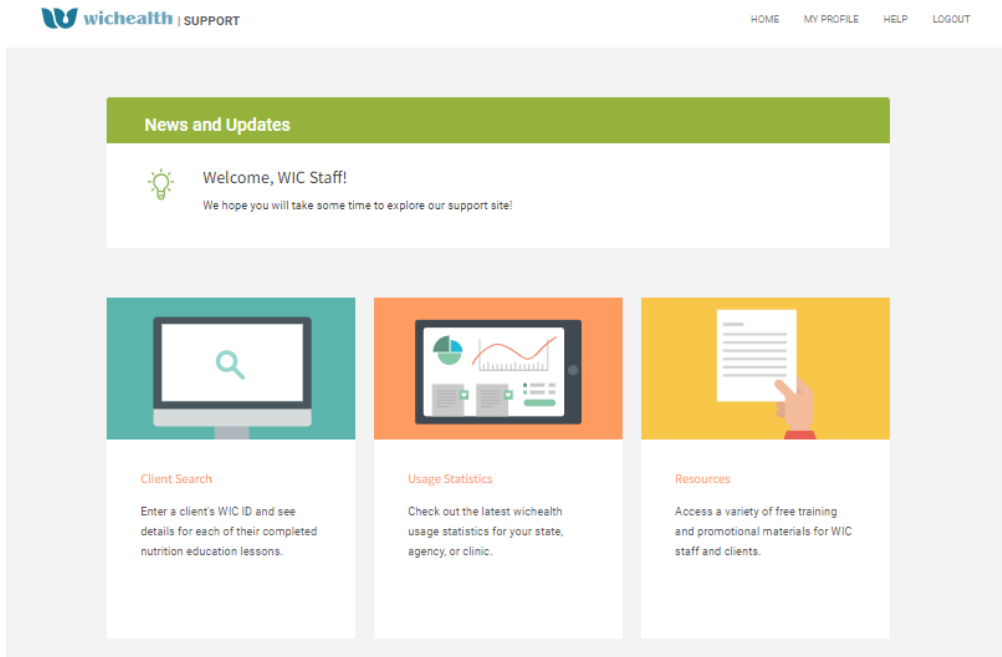 wichealth | SUPPORT
HOME MY PROFILE HELP LOGOUT
News and Updates
Welcome, WIC Staff!
We hope you will take some time to explore our support site!
Client Search
Enter a client's WIC ID and see
details for each of their completed
nutrition education lessons.
Usage Statistics
Check out the latest wichealth
usage statistics for your state,
agency, or clinic.
Resources
Access a variety of free training
and promotional materials for WIC
staff and clients.